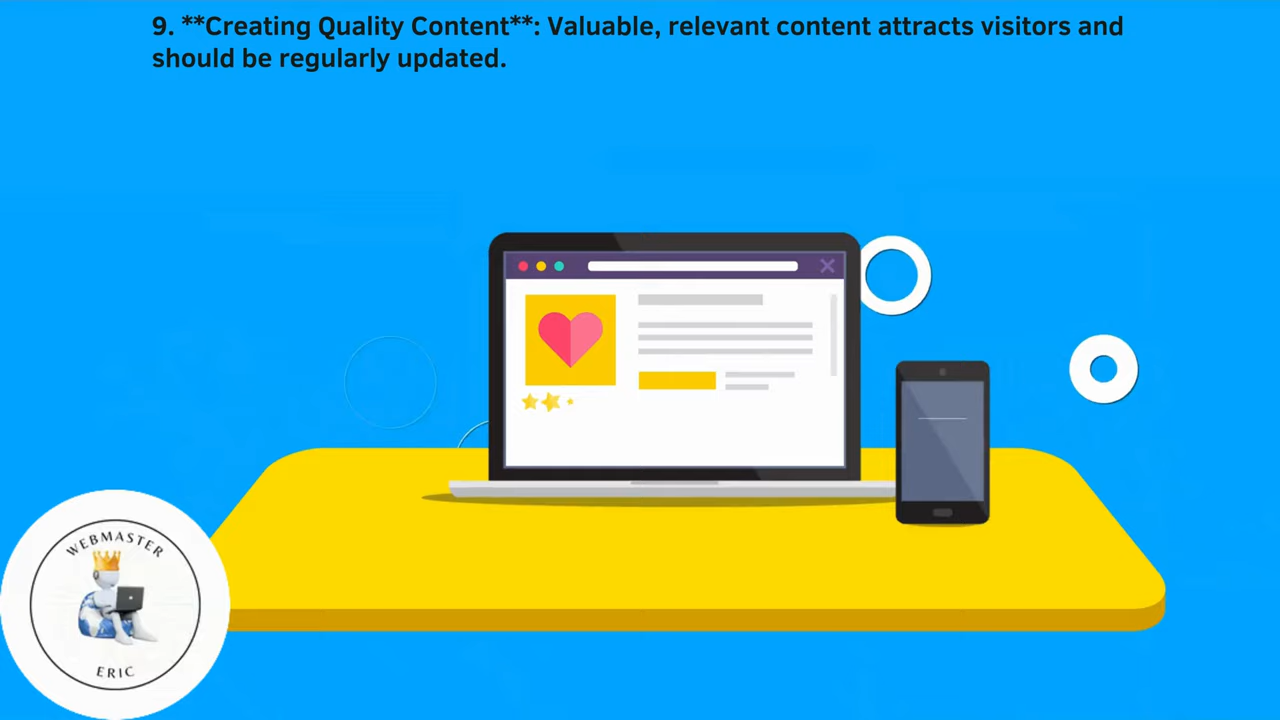 9. **Creating Quality Content**: Valuable, relevant content attracts visitors and
should be regularly updated.
WEBMASTER
ERIC